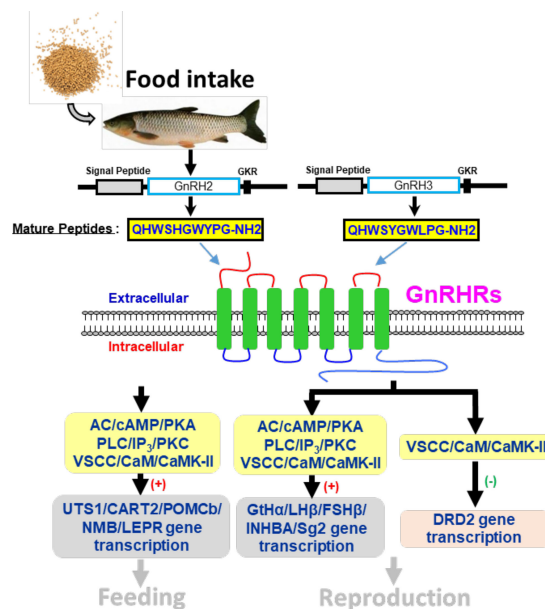 Food intake
Signal Peptide
GKR
GnRH2
Signal Peptide
GKR
GnRH3
Mature Peptides :
QHWSHGWYPG-NH2
QHWSYGWLPG-NH2
GnRHRs
Extracellular
Intracellular
AC/cAMP/PKA
PLC/IP3/PKC
VSCC/CaM/CaMK-II
AC/cAMP/PKA
PLC/IP3/PKC
VSCC/CaM/CaMK-II
VSCC/CaM/CaMK-II
(+)
(+)
(-)
UTS1/CART2/POMCb/
NMB/LEPR gene
transcription
GtHα/LHβ/FSHβ/
INHBA/Sg2 gene
transcription
DRD2 gene
transcription
Feeding
Reproduction